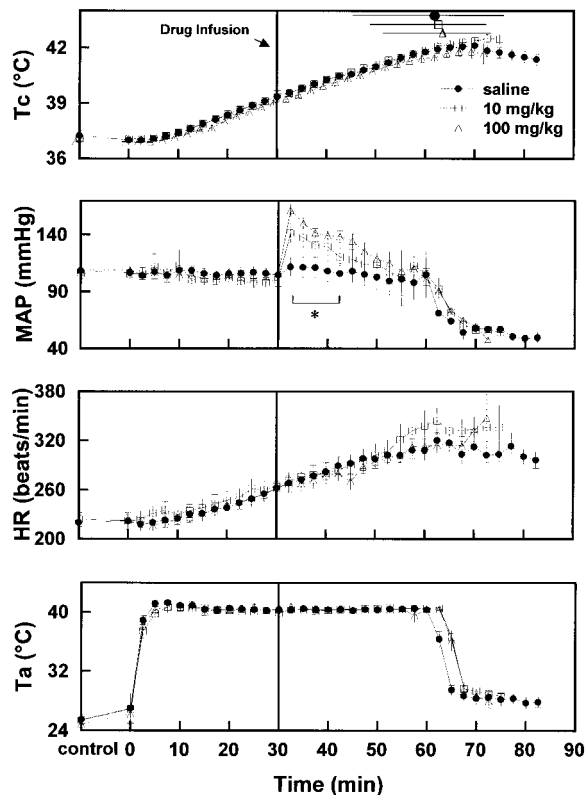 Drug Infusion
Tc (°C)
42
39
36
saline
10 mg/kg
100 mg/kg
MAP (mmHg)
140
90
40
*
HR (beats/min)
380
320
260
200
Ta (°C)
40
32
24
control 0 10 20 30 40 50 60 70 80 90
Time (min)